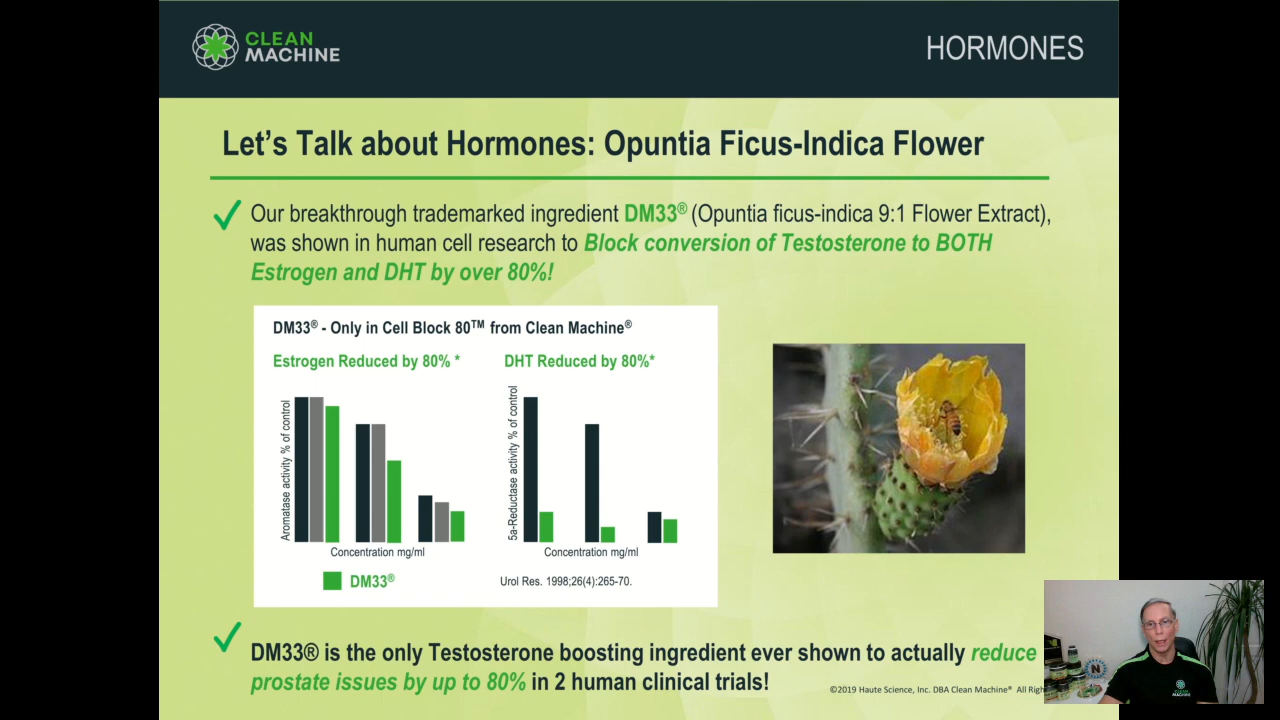 CLEAN
MACHINE
HORMONES
Let's Talk about Hormones: Opuntia Ficus-Indica Flower
Our breakthrough trademarked ingredient DM33® (Opuntia ficus-indica 9:1 Flower Extract),
was shown in human cell research to Block conversion of Testosterone to BOTH
Estrogen and DHT by over 80%!
DM33® - Only in Cell Block 80™ from Clean Machine®
Estrogen Reduced by 80% *
DHT Reduced by 80%*
Aromatase activity % of control
5a-Reductase activity % of control
Concentration mg/ml
Concentration mg/ml
DM33®
Urol Res. 1998;26(4):265-70.
DM33® is the only Testosterone boosting ingredient ever shown to actually reduce
prostate issues by up to 80% in 2 human clinical trials!
©2019 Haute Science, Inc. DBA Clean Machine® All Righ
CLEAN
MACHINE
N